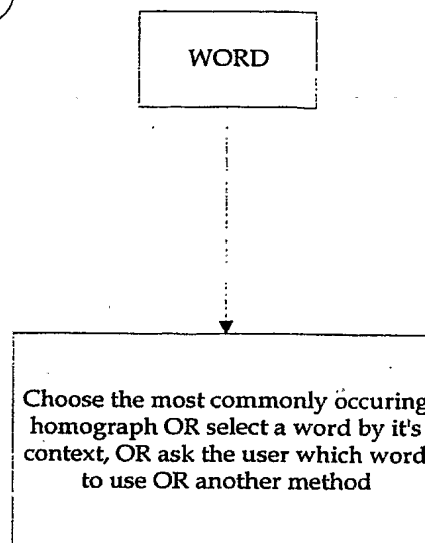 WORD
Choose the most commonly occuring
homograph OR select a word by it's
context, OR ask the user which word
to use OR another method